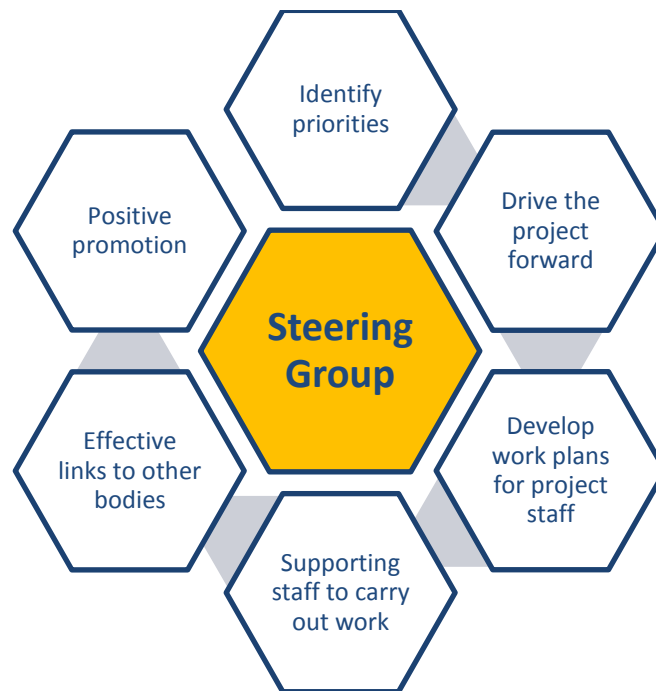 Identify
priorities
Drive the
project
forward
Develop
work plans
for project
staff
Supporting
staff to carry
out work
Effective
links to other
bodies
Positive
promotion
Steering
Group